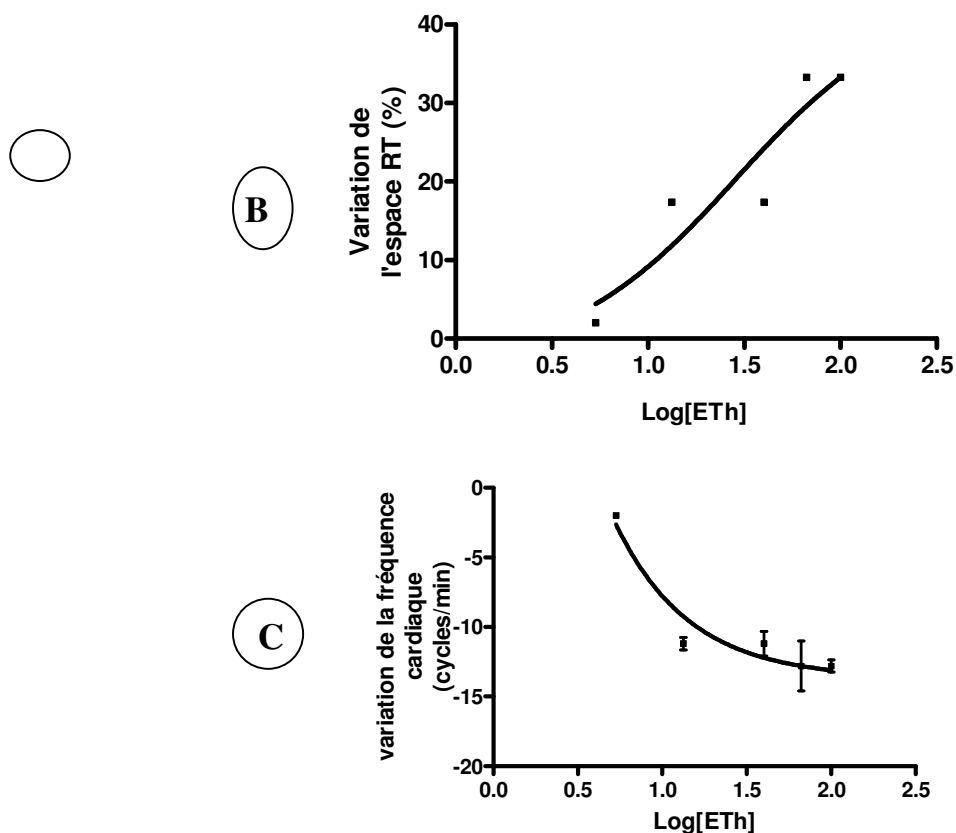 40
30
20
10
0
Variation de
l'espace RT (%)
B
0.0 0.5 1.0 1.5 2.0 2.5
Log[ETh]
0
-5
-10
-15
-20
variation de la fréquence
cardiaque
(cycles/min)
C
0.0 0.5 1.0 1.5 2.0 2.5
Log[ETh]